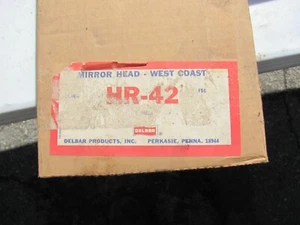 MIRROR HEAD - WEST COAST
HR-42
DELBAR
DELBAR PRODUCTS, INC. PERKASIE, PENNA. 18944